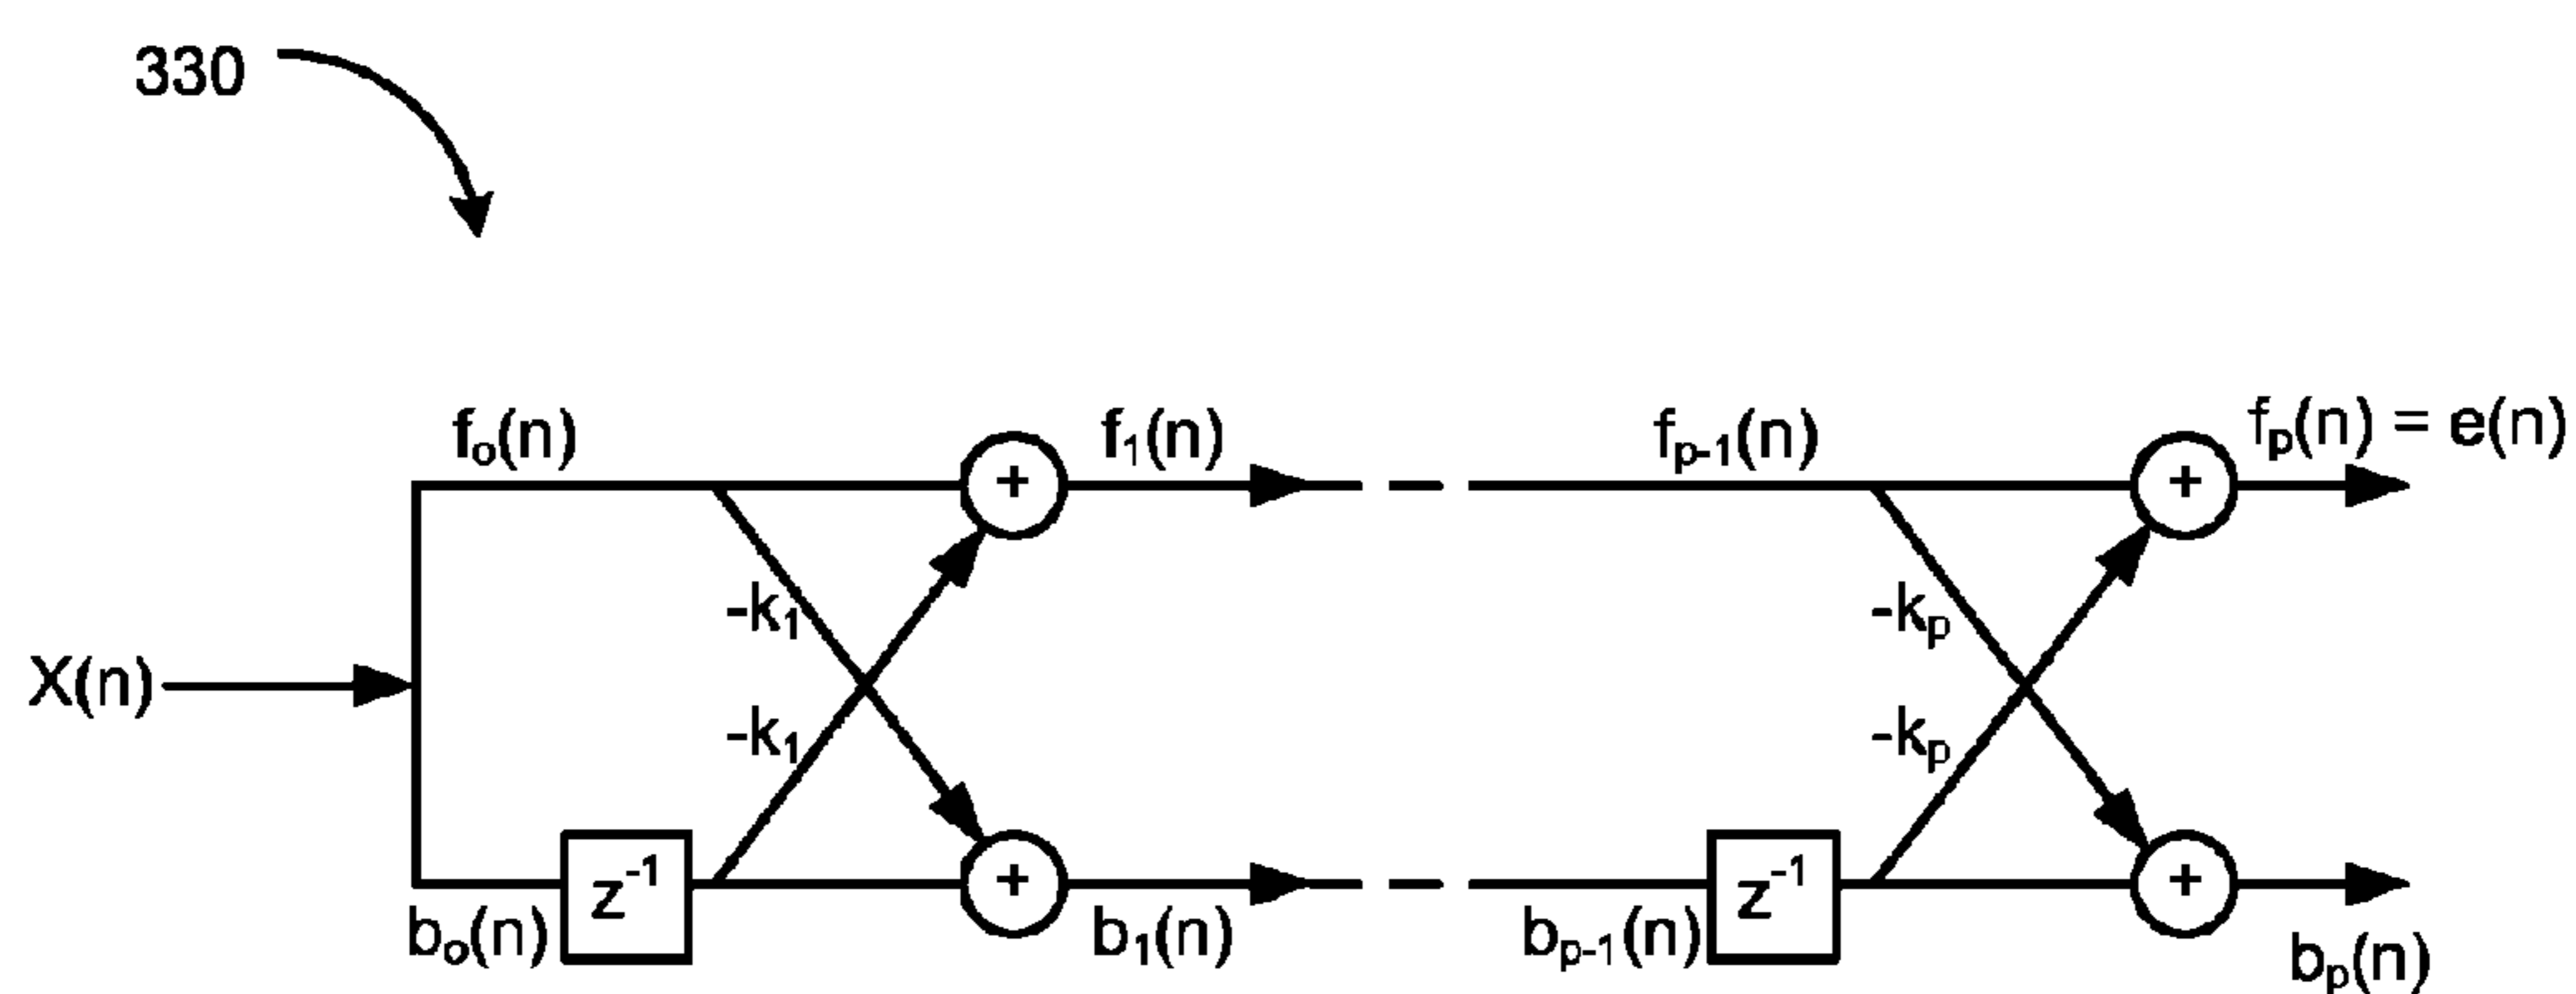 330
fₒ(n)
f₁(n)
fₚ₋₁(n)
fₚ(n) = e(n)
+
+
-k₁
-kₚ
X(n)
-k₁
-kₚ
z⁻¹
+
z⁻¹
+
bₒ(n)
b₁(n)
bₚ₋₁(n)
bₚ(n)